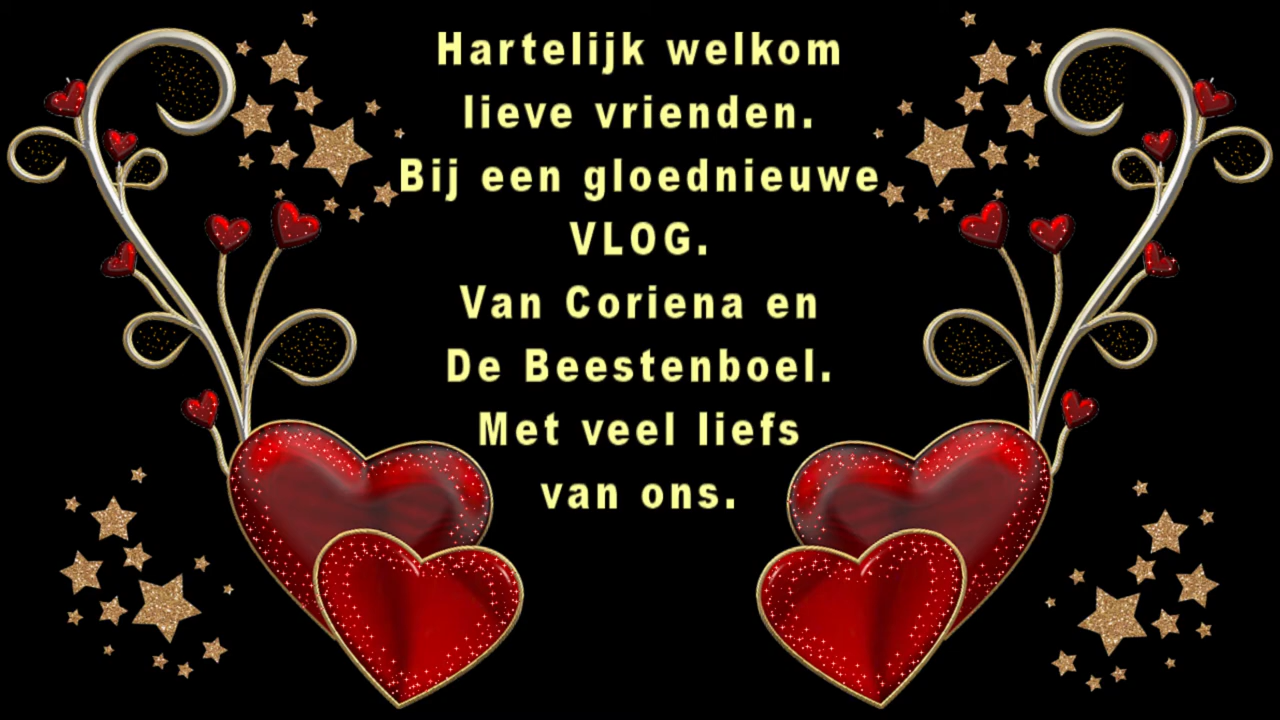 Hartelijk welkom
lieve vrienden.
Bij een gloednieuwe
VLOG.
Van Coriena en
De Beestenboel.
Met veel liefs
van ons.